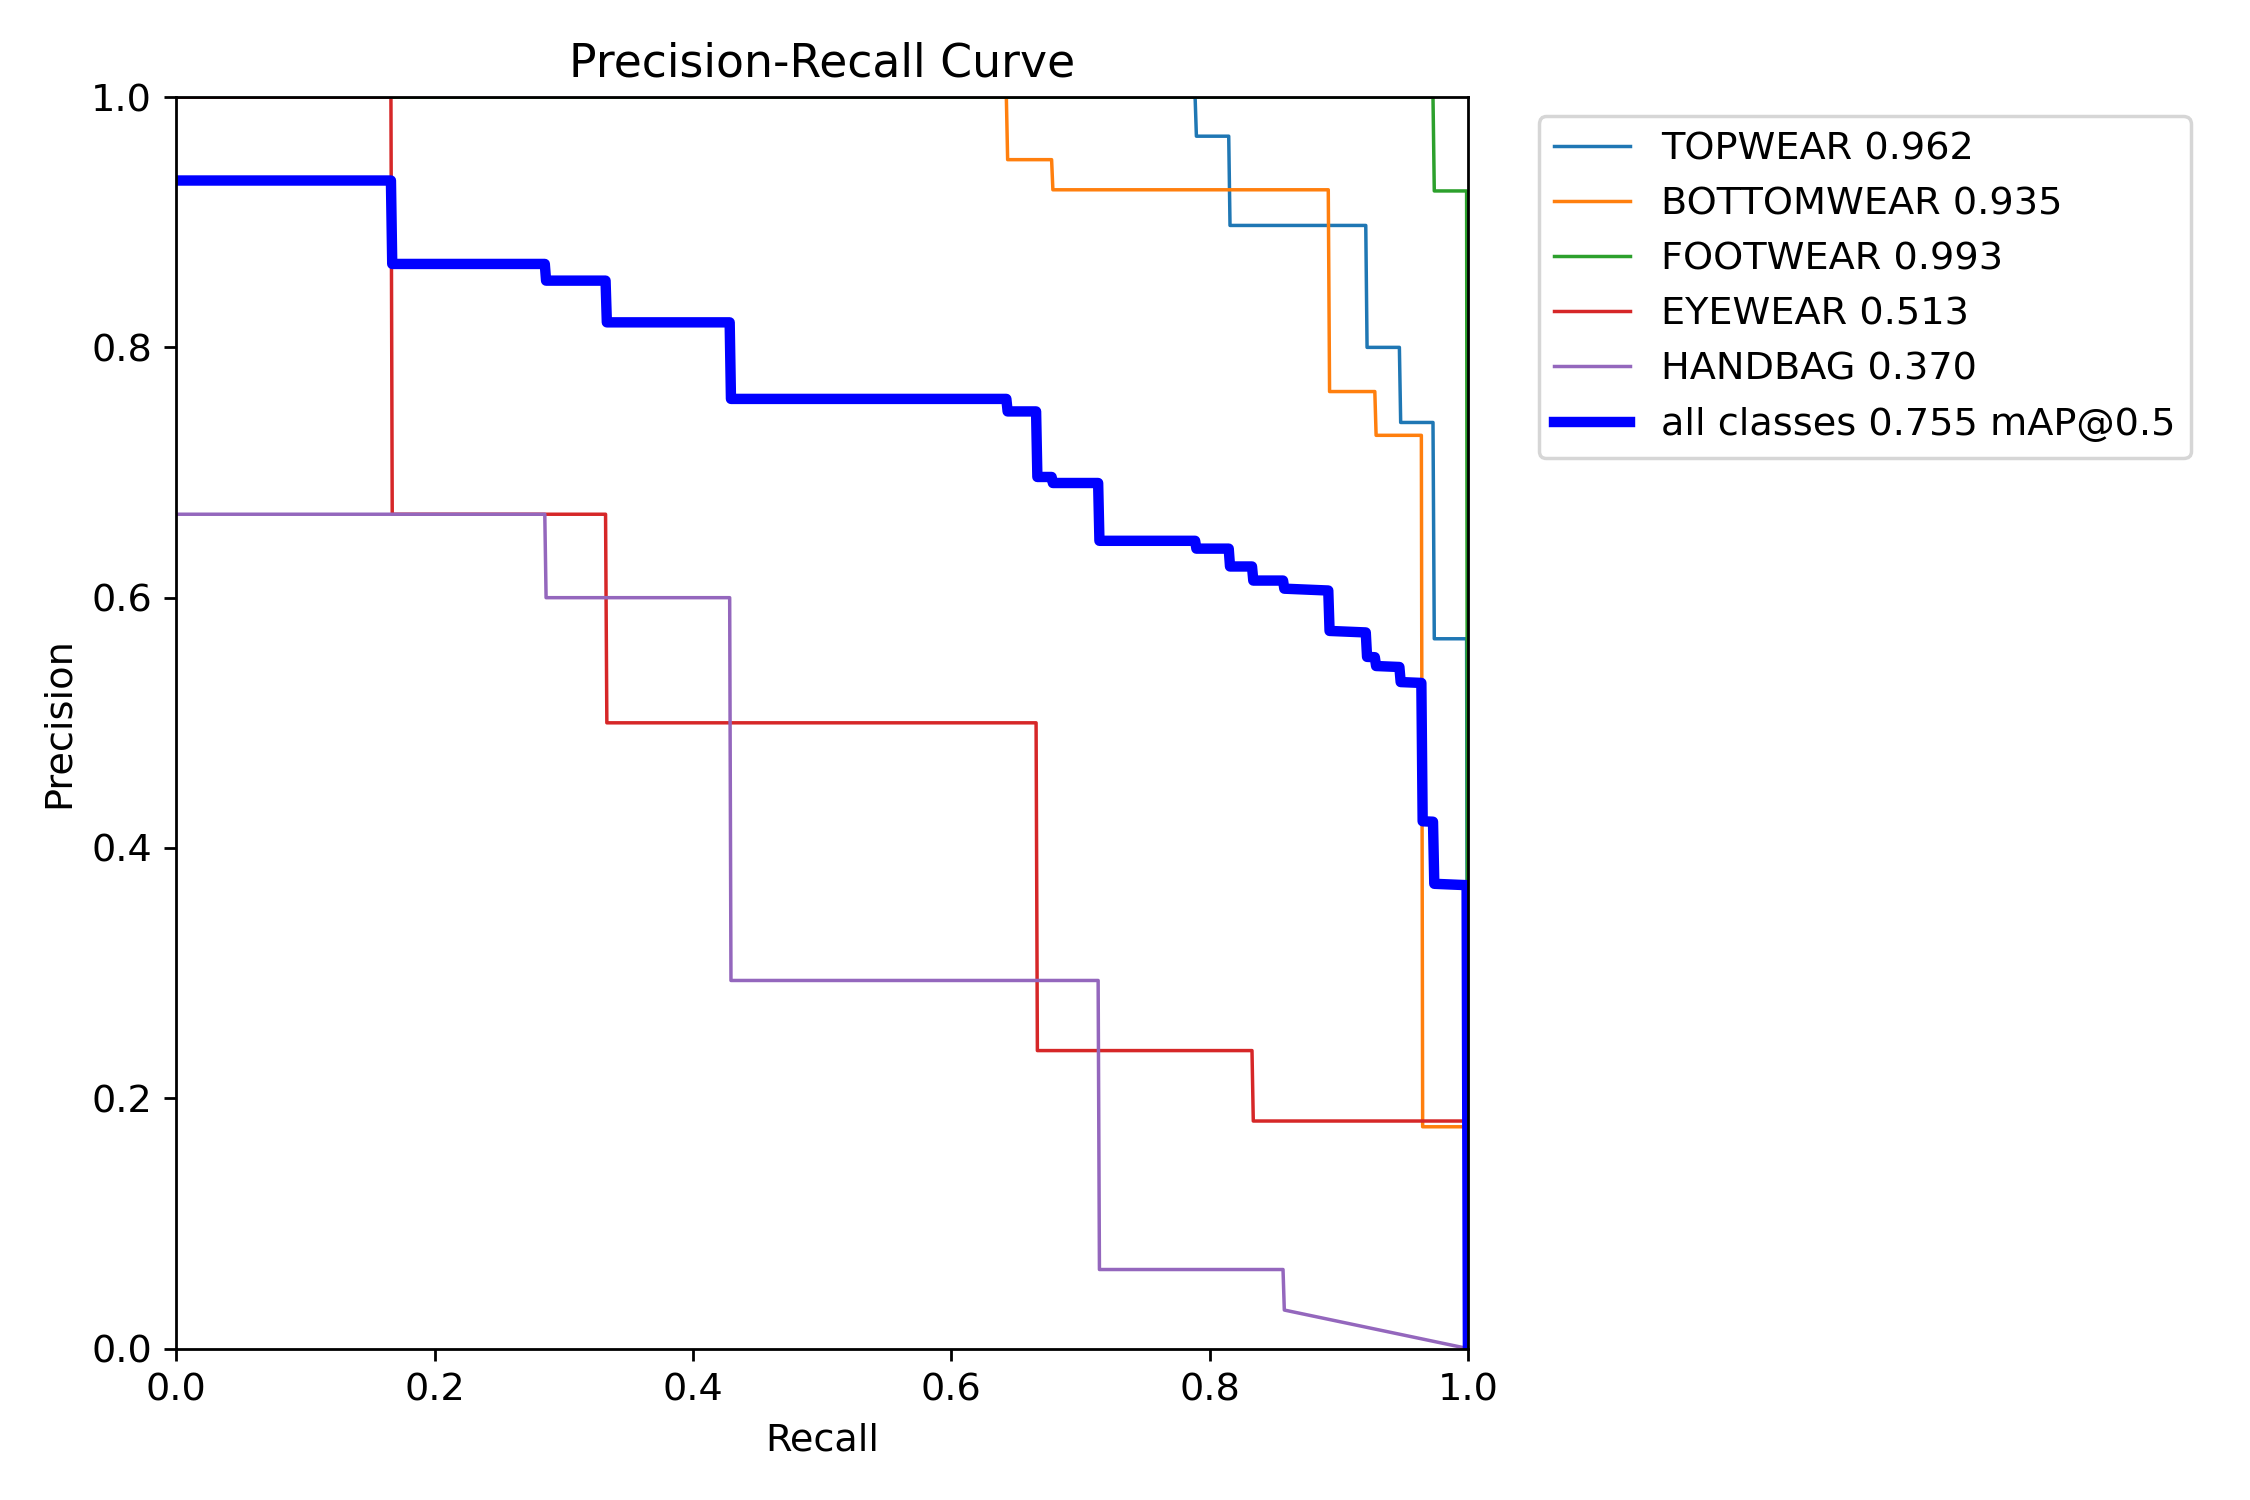 Precision-Recall Curve
1.0
0.8
0.6
0.4
0.2
0.0
Precision
0.0 0.2 0.4 0.6 0.8 1.0
Recall
TOPWEAR 0.962
BOTTOMWEAR 0.935
FOOTWEAR 0.993
EYEWEAR 0.513
HANDBAG 0.370
all classes 0.755 mAP@0.5